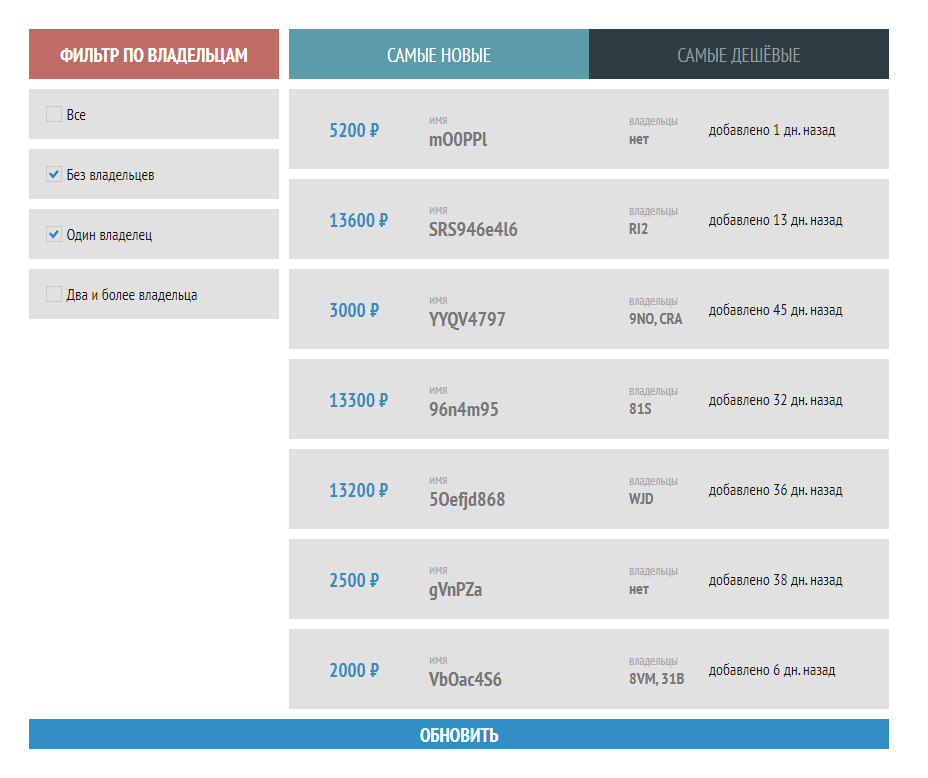 ФИЛЬТР ПО ВЛАДЕЛЬЦАМ
Все
Без владельцев
Один владелец
Два и более владельца
САМЫЕ НОВЫЕ
САМЫЕ ДЕШЁВЫЕ
5200 ₽
имя
mO0PPl
владельцы
нет
добавлено 1 дн. назад
13600 ₽
имя
SRS946e4l6
владельцы
RI2
добавлено 13 дн. назад
3000 ₽
имя
YYQV4797
владельцы
9NO, CRA
добавлено 45 дн. назад
13300 ₽
имя
96n4m95
владельцы
81S
добавлено 32 дн. назад
13200 ₽
имя
5Oefjd868
владельцы
WJD
добавлено 36 дн. назад
2500 ₽
имя
gVnPZa
владельцы
нет
добавлено 38 дн. назад
2000 ₽
имя
VbOac4S6
владельцы
8VM, 31B
добавлено 6 дн. назад
ОБНОВИТЬ